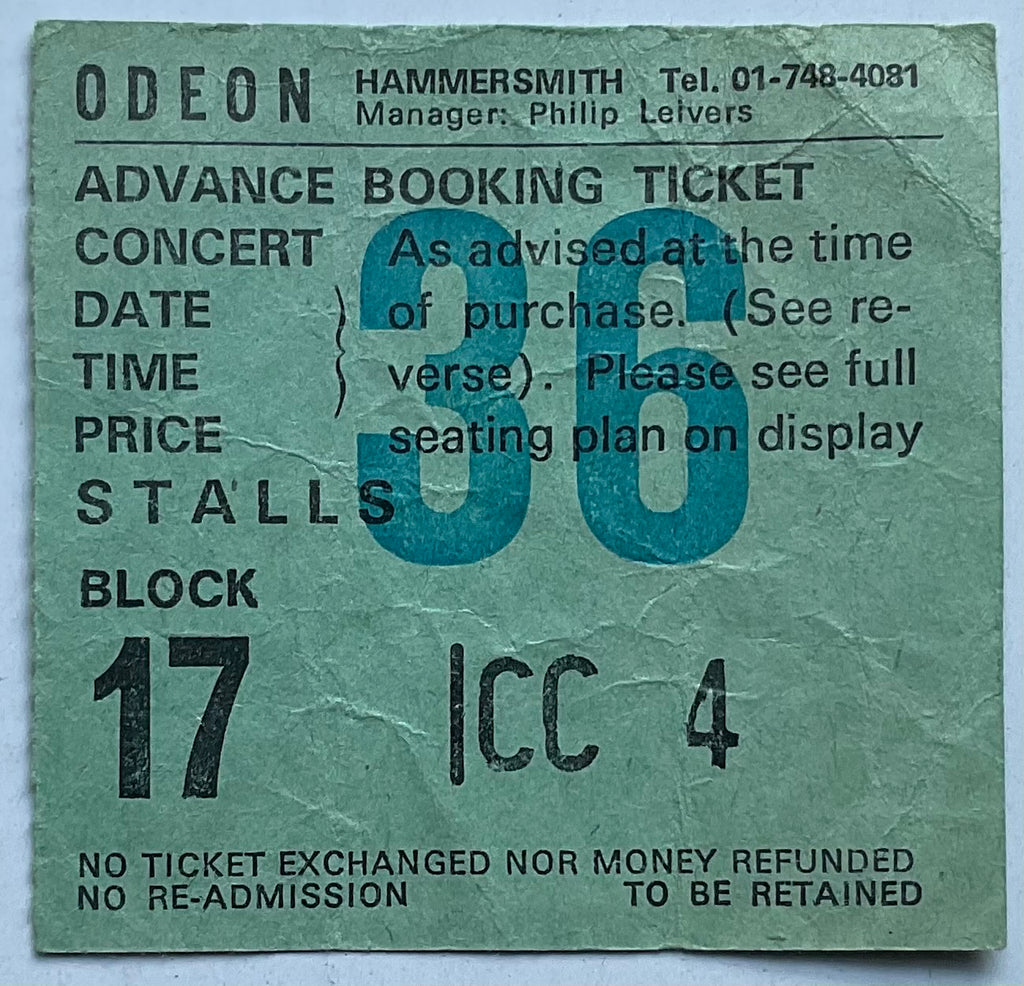 ODEON HAMMERSMITH Tel. 01-748-4081
Manager: Philip Leivers
ADVANCE BOOKING TICKET
CONCERT As advised at the time
DATE of purchase. (See re-
TIME verse). Please see full
PRICE seating plan on display
STALLS
36
BLOCK
17 |CC 4
NO TICKET EXCHANGED NOR MONEY REFUNDED
NO RE-ADMISSION TO BE RETAINED